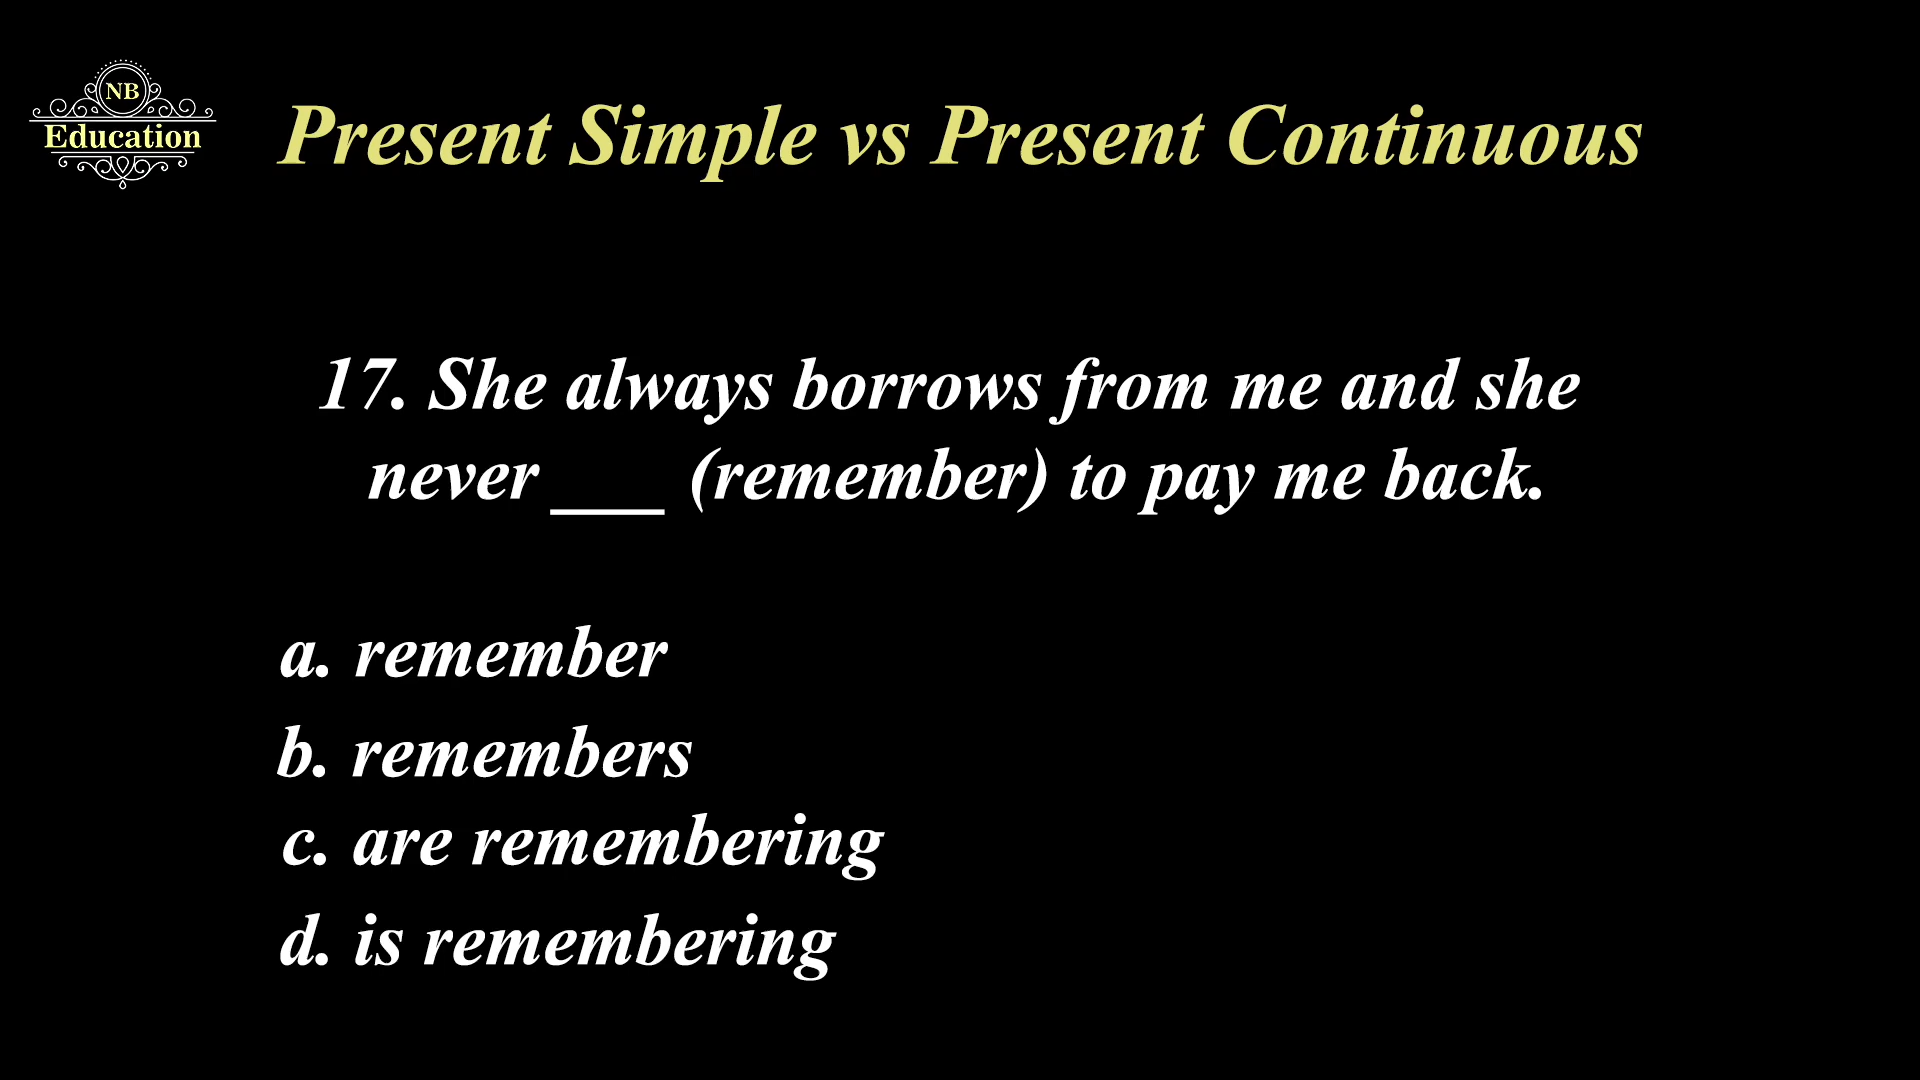 NB
Education
Present Simple vs Present Continuous
17. She always borrows from me and she
never ___ (remember) to pay me back.
a. remember
b. remembers
c. are remembering
d. is remembering